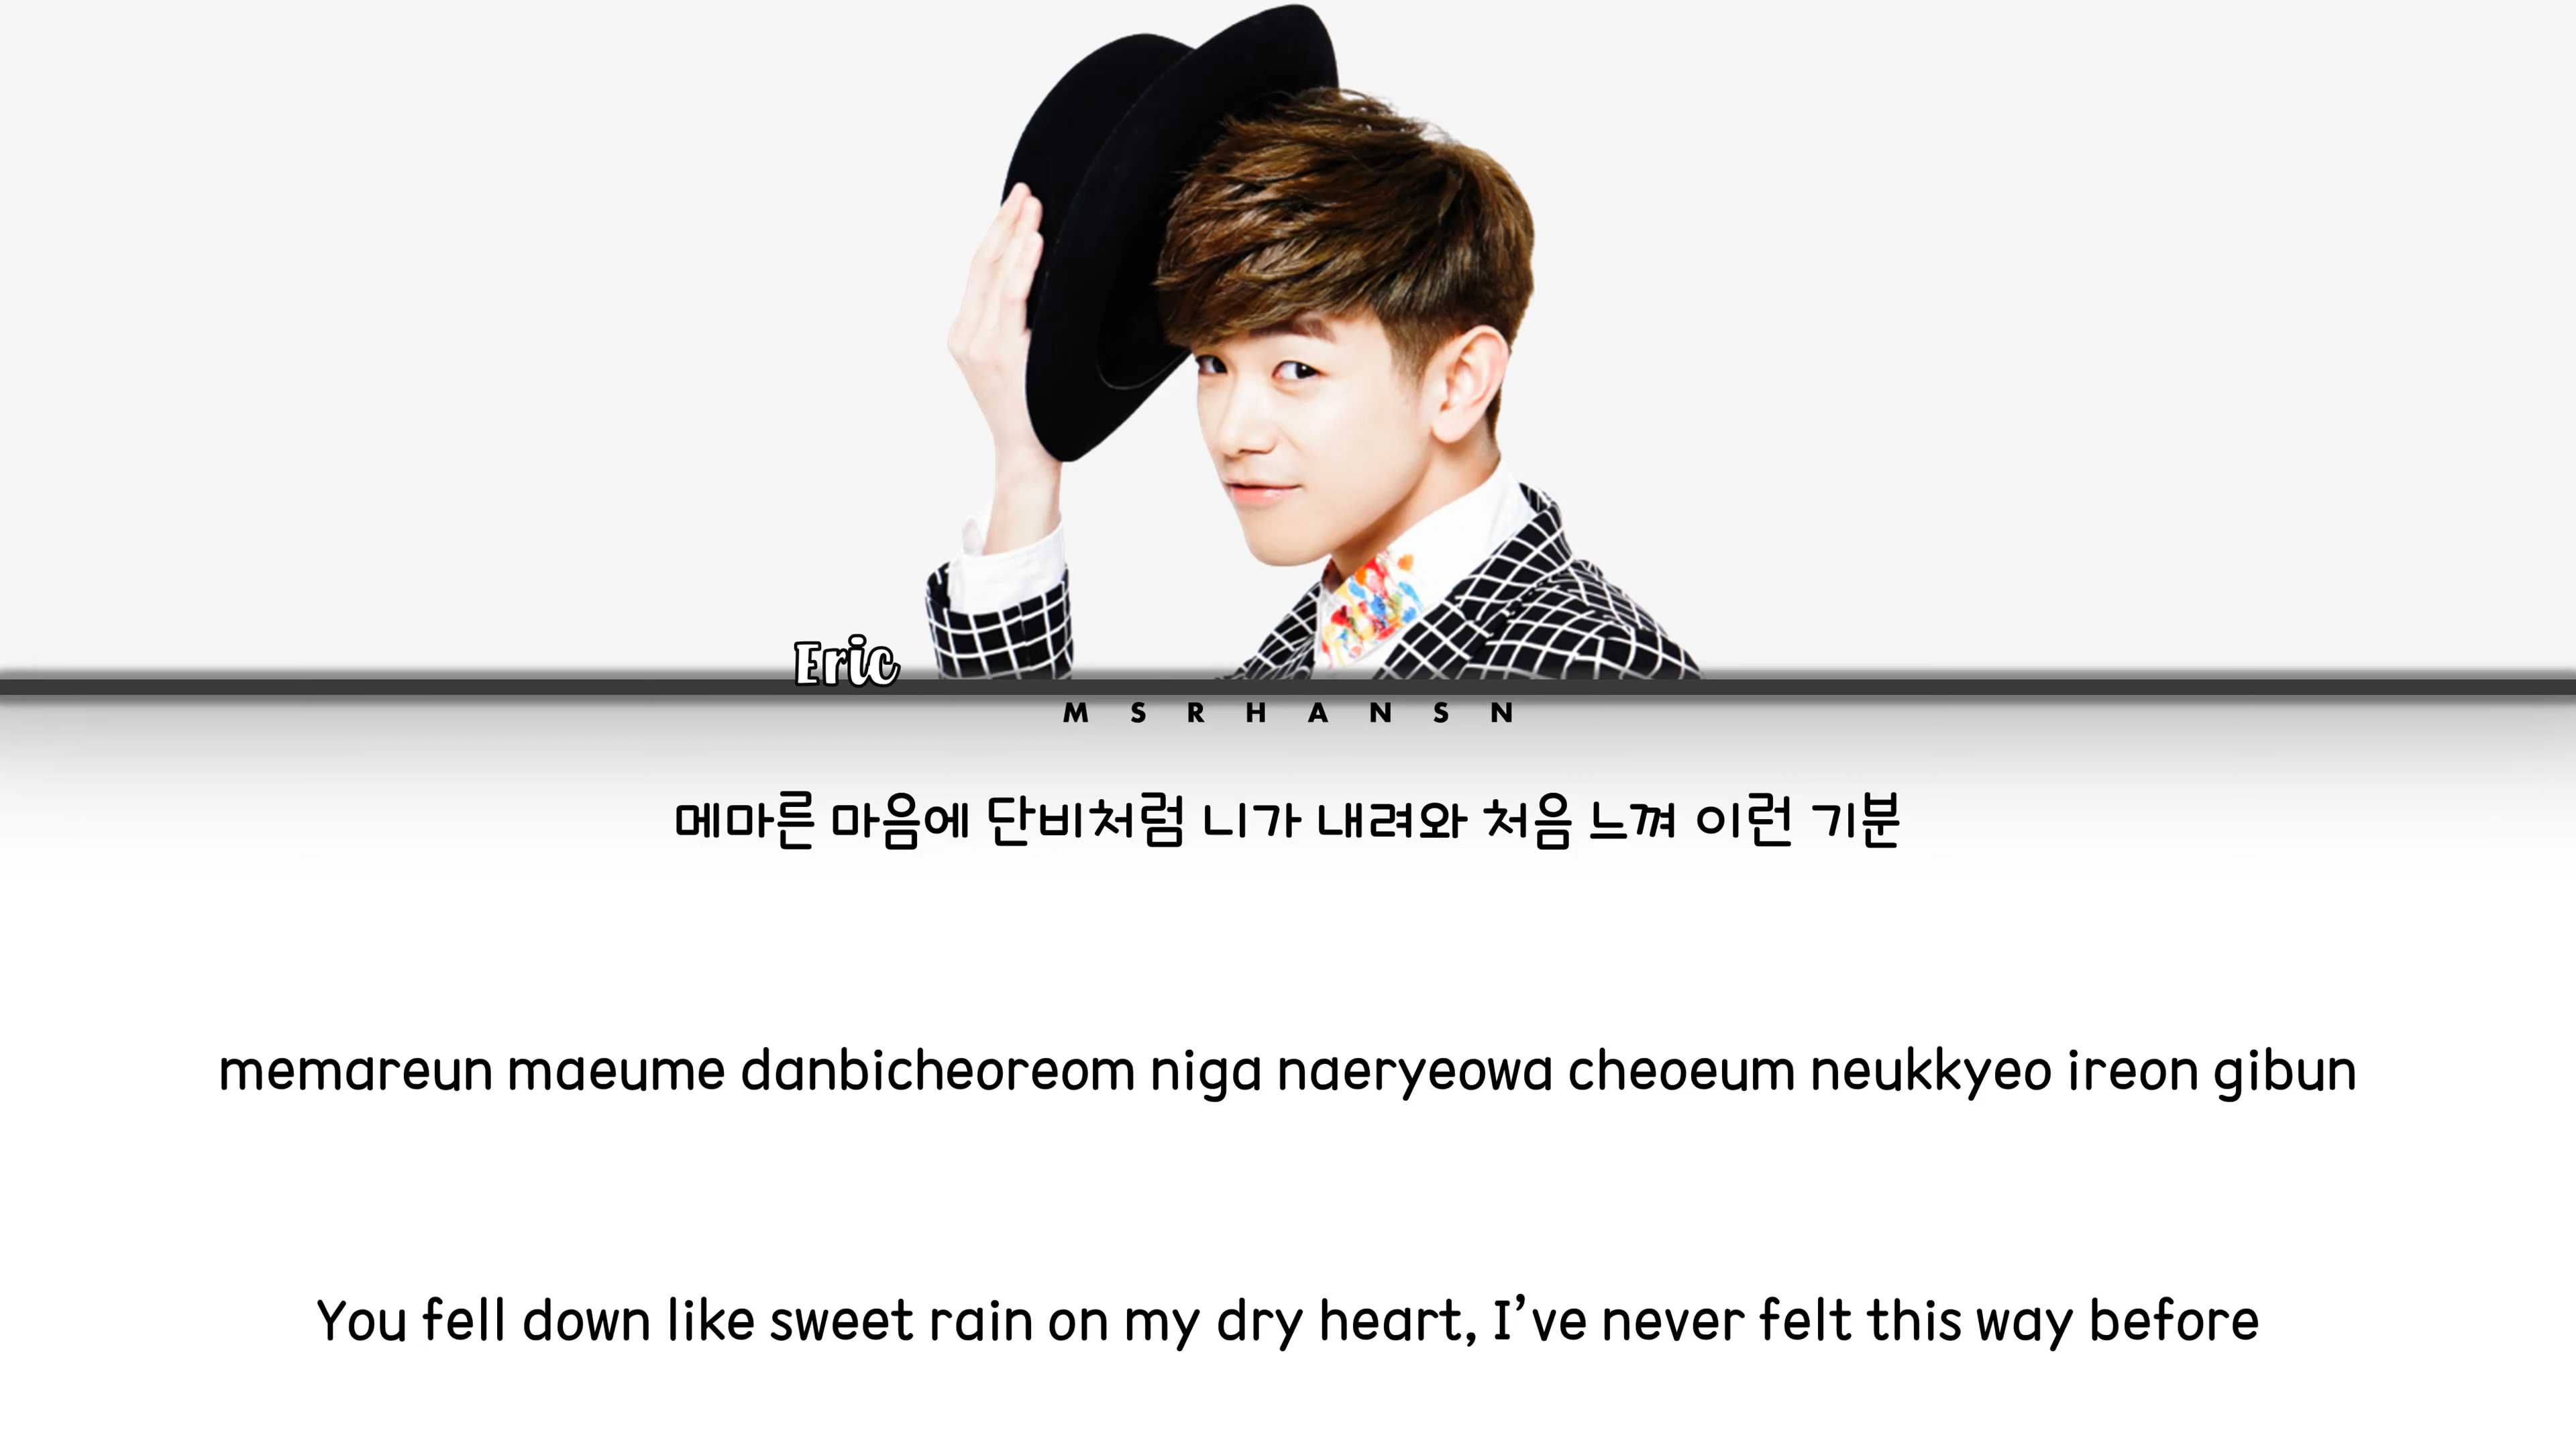 Eric
MSRHANSN
메마른 마음에 단비처럼 니가 내려와 처음 느껴 이런 기분
memareun maeume danbicheoreom niga naeryeowa cheoeum neukkyeo ireon gibun
You fell down like sweet rain on my dry heart, I’ve never felt this way before